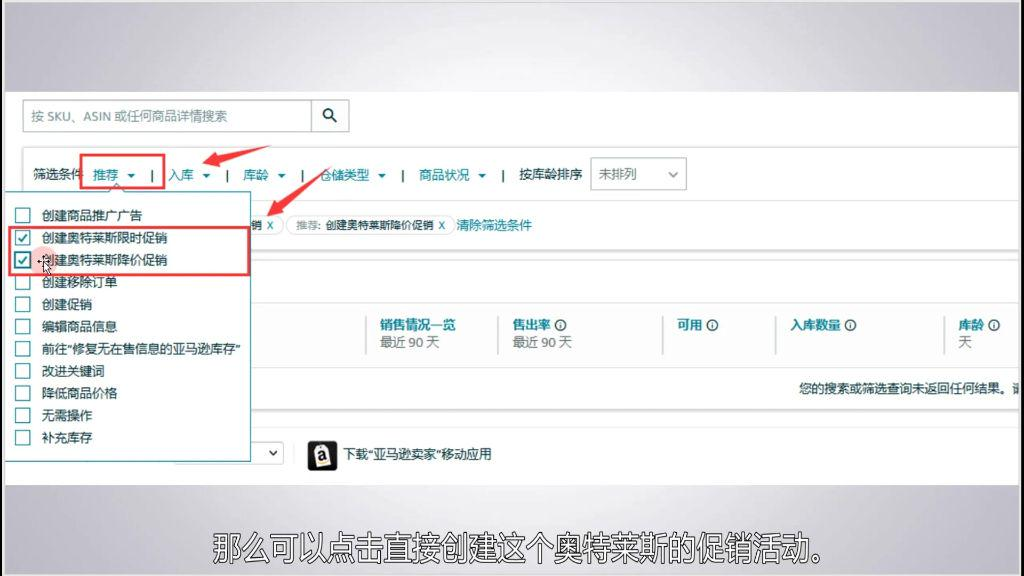 按 SKU、ASIN 或任何商品详情搜索
筛选条件 推荐 | 入库 | 库龄 | 仓储类型 | 商品状况 | 按库龄排序 未排列
创建商品推广广告
创建奥特莱斯限时促销
创建奥特莱斯降价促销
创建移除订单
创建促销
编辑商品信息
前往“修复无在售信息的亚马逊库存”
改进关键词
降低商品价格
无需操作
补充库存
销 X 推荐: 创建奥特莱斯降价促销 X 清除筛选条件
销售情况一览 售出率 可用 入库数量 库龄
最近 90 天 最近 90 天 天
您的搜索或筛选查询未返回任何结果。
下载“亚马逊卖家”移动应用
那么可以点击直接创建这个奥特莱斯的促销活动。